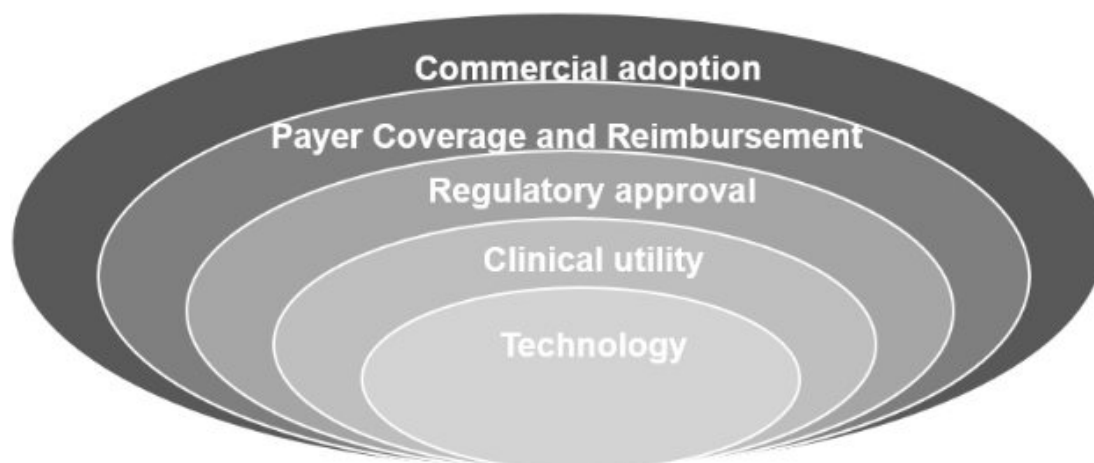 Commercial adoption
Payer Coverage and Reimbursement
Regulatory approval
Clinical utility
Technology